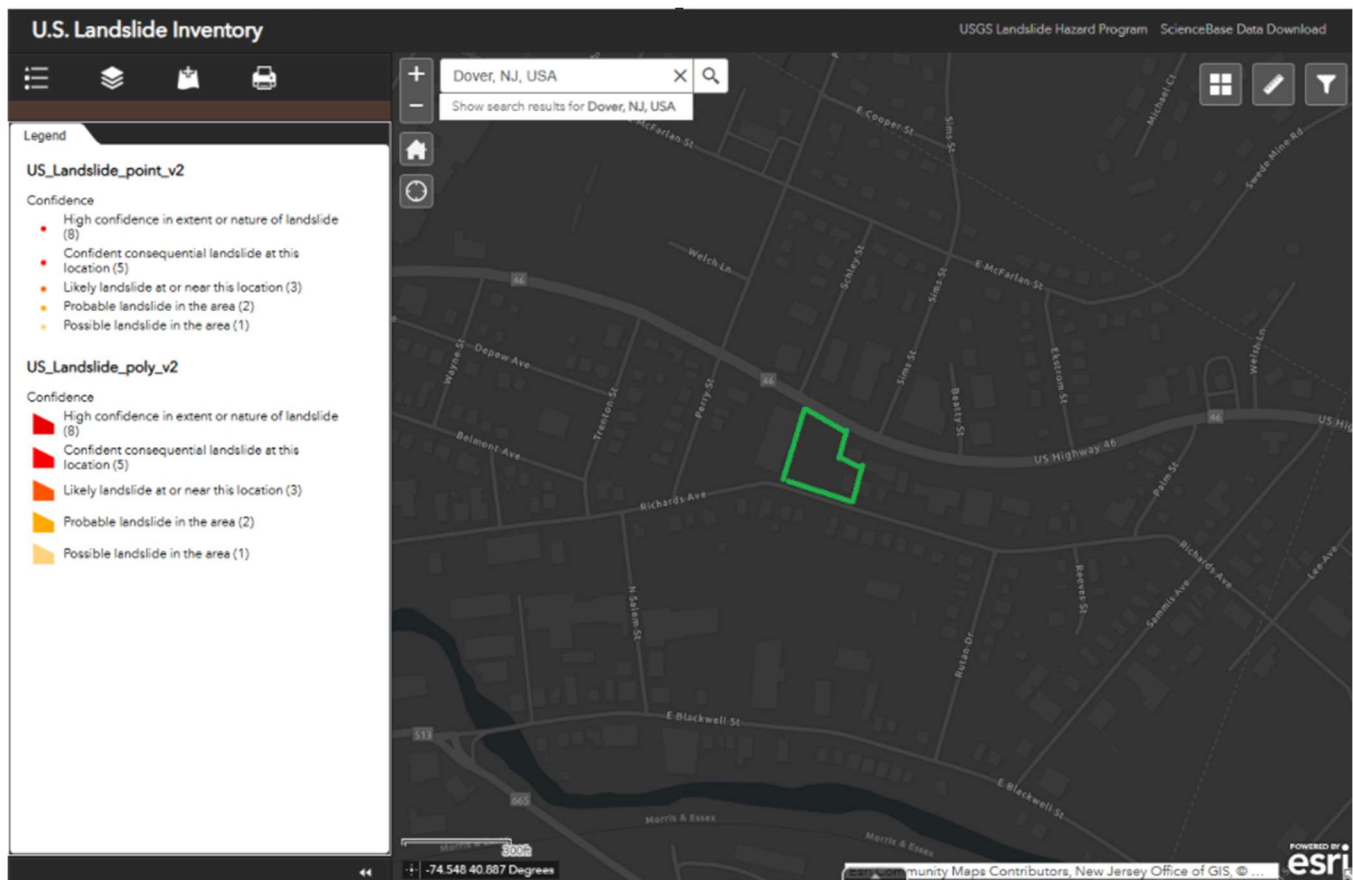 U.S. Landslide Inventory
USGS Landslide Hazard Program ScienceBase Data Download
Dover, NJ, USA
Show search results for Dover, NJ, USA
Legend
US_Landslide_point_v2
Confidence
High confidence in extent or nature of landslide
(8)
Confident consequential landslide at this
location (5)
Likely landslide at or near this location (3)
Probable landslide in the area (2)
Possible landslide in the area (1)
US_Landslide_poly_v2
Confidence
High confidence in extent or nature of landslide
(8)
Confident consequential landslide at this
location (5)
Likely landslide at or near this location (3)
Probable landslide in the area (2)
Possible landslide in the area (1)
E McFarlan St
E Cooper St
Sims St
Michael Ct
Swede Mine Rd
Welch Ln
Schley St
Sims St
E McFarlan St
46
Wayne St
Depew Ave
Trenton St
Perry St
46
Sims St
Beatty St
Ekstrom St
Welsh Ln
46
US Hig
US Highway 46
Belmont Ave
Richards Ave
Palm St
Richards Ave
Lee Ave
N Salem St
Reeves St
Sammis Ave
Rutan Dr
E Blackwell St
513
E Blackwell St
665
Morris & Essex
Morris & Essex
300ft
-74.548 40.887 Degrees
Esri Community Maps Contributors, New Jersey Office of GIS, © ...
POWERED BY
esri